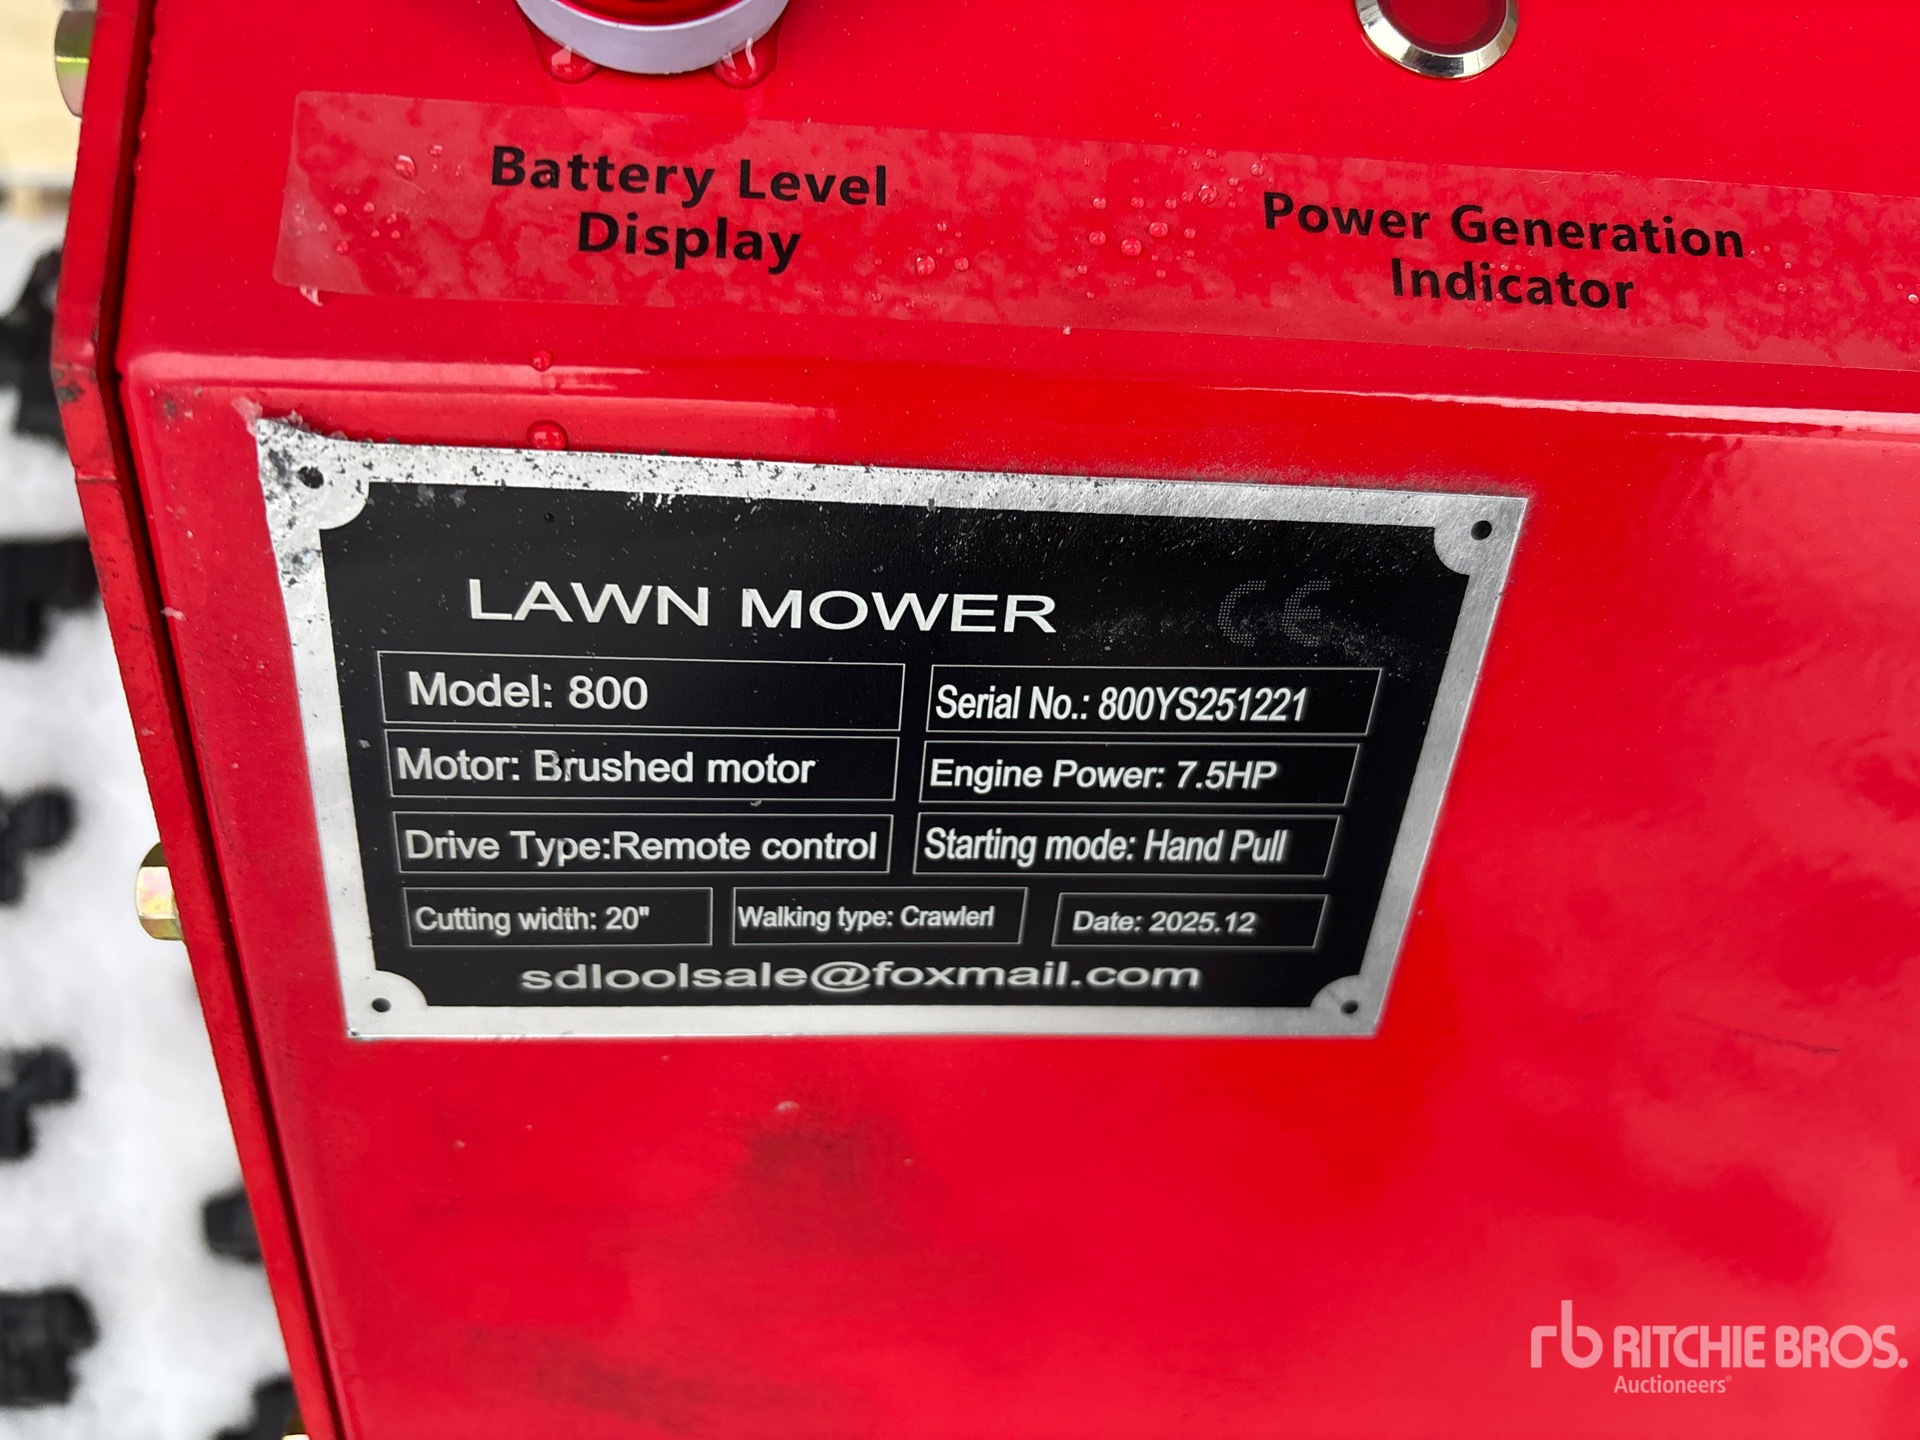 Battery Level
Display
Power Generation
Indicator
LAWN MOWER CE
Model: 800
Serial No.: 800YS251221
Motor: Brushed motor
Engine Power: 7.5HP
Drive Type:Remote control
Starting mode: Hand Pull
Cutting width: 20"
Walking type: Crawlerl
Date: 2025.12
sdloolsale@foxmail.com
rb RITCHIE BROS.
Auctioneers